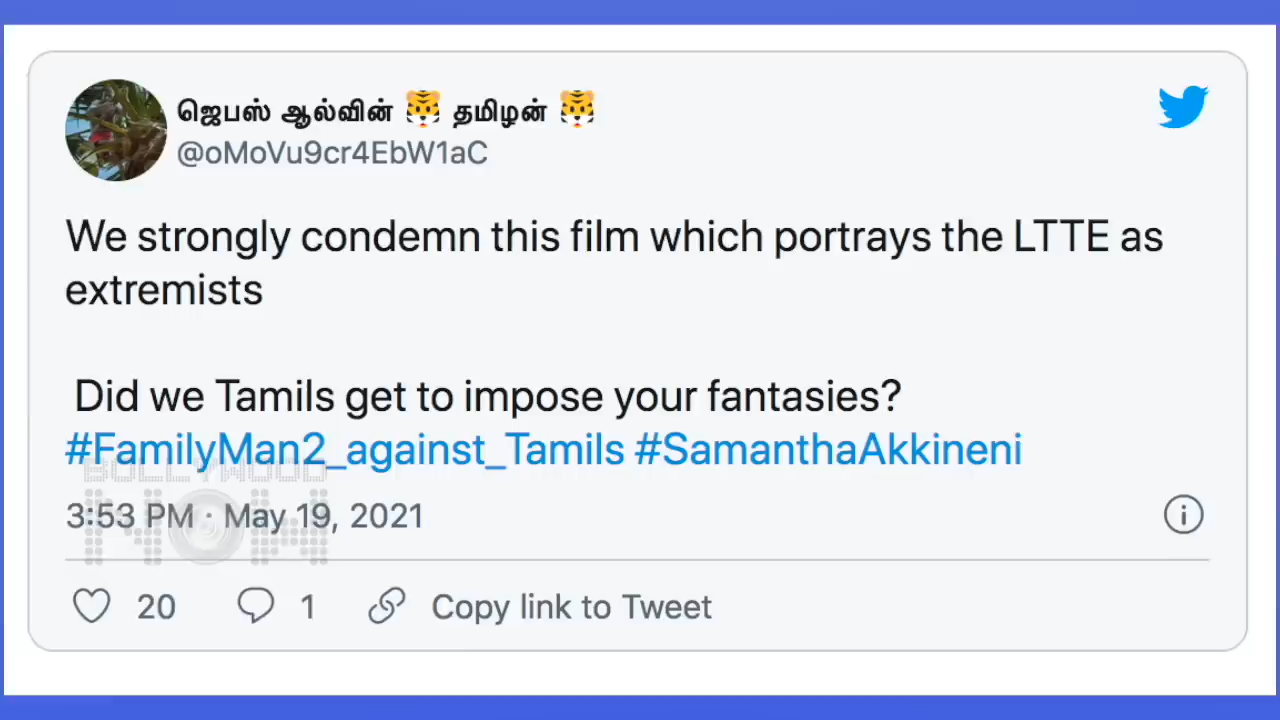 ஜெபஸ் ஆல்வின் 🐯 தமிழன் 🐯
@oMoVu9cr4EbW1aC
We strongly condemn this film which portrays the LTTE as
extremists
Did we Tamils get to impose your fantasies?
#FamilyMan2_against_Tamils #SamanthaAkkineni
BOLLYWOOD
NOW
3:53 PM · May 19, 2021
20 1 Copy link to Tweet